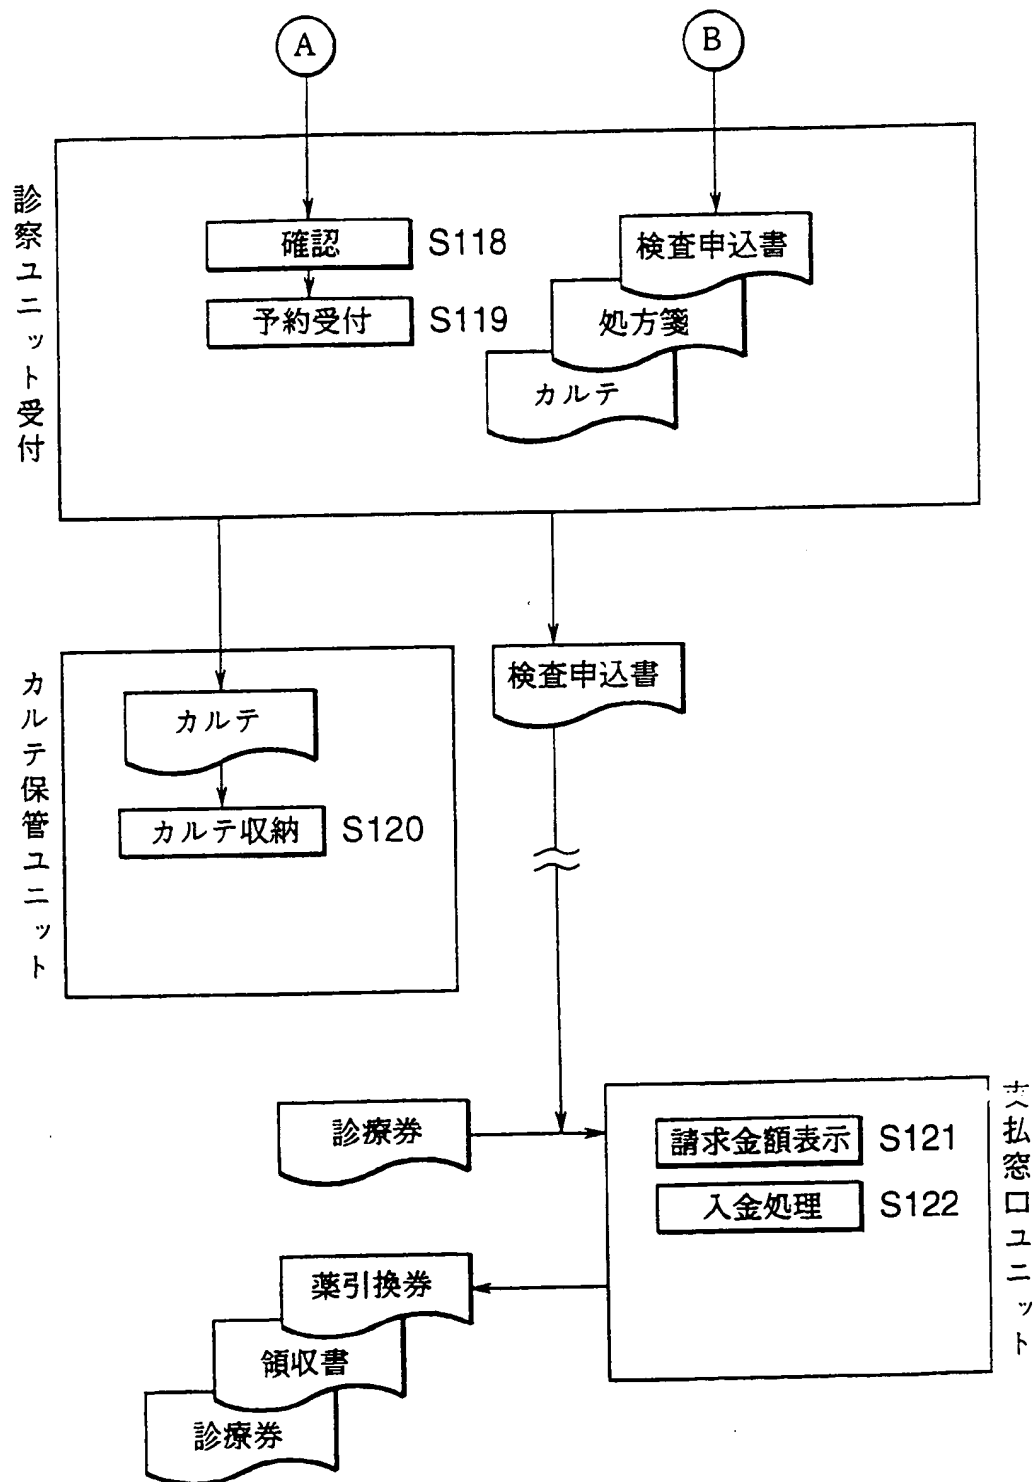 A
B
診察ユニット受付
確認 S118
予約受付 S119
検査申込書
処方箋
カルテ
カルテ保管ユニット
カルテ
カルテ収納 S120
検査申込書
支払窓口ユニット
診療券
請求金額表示 S121
入金処理 S122
薬引換券
領収書
診療券